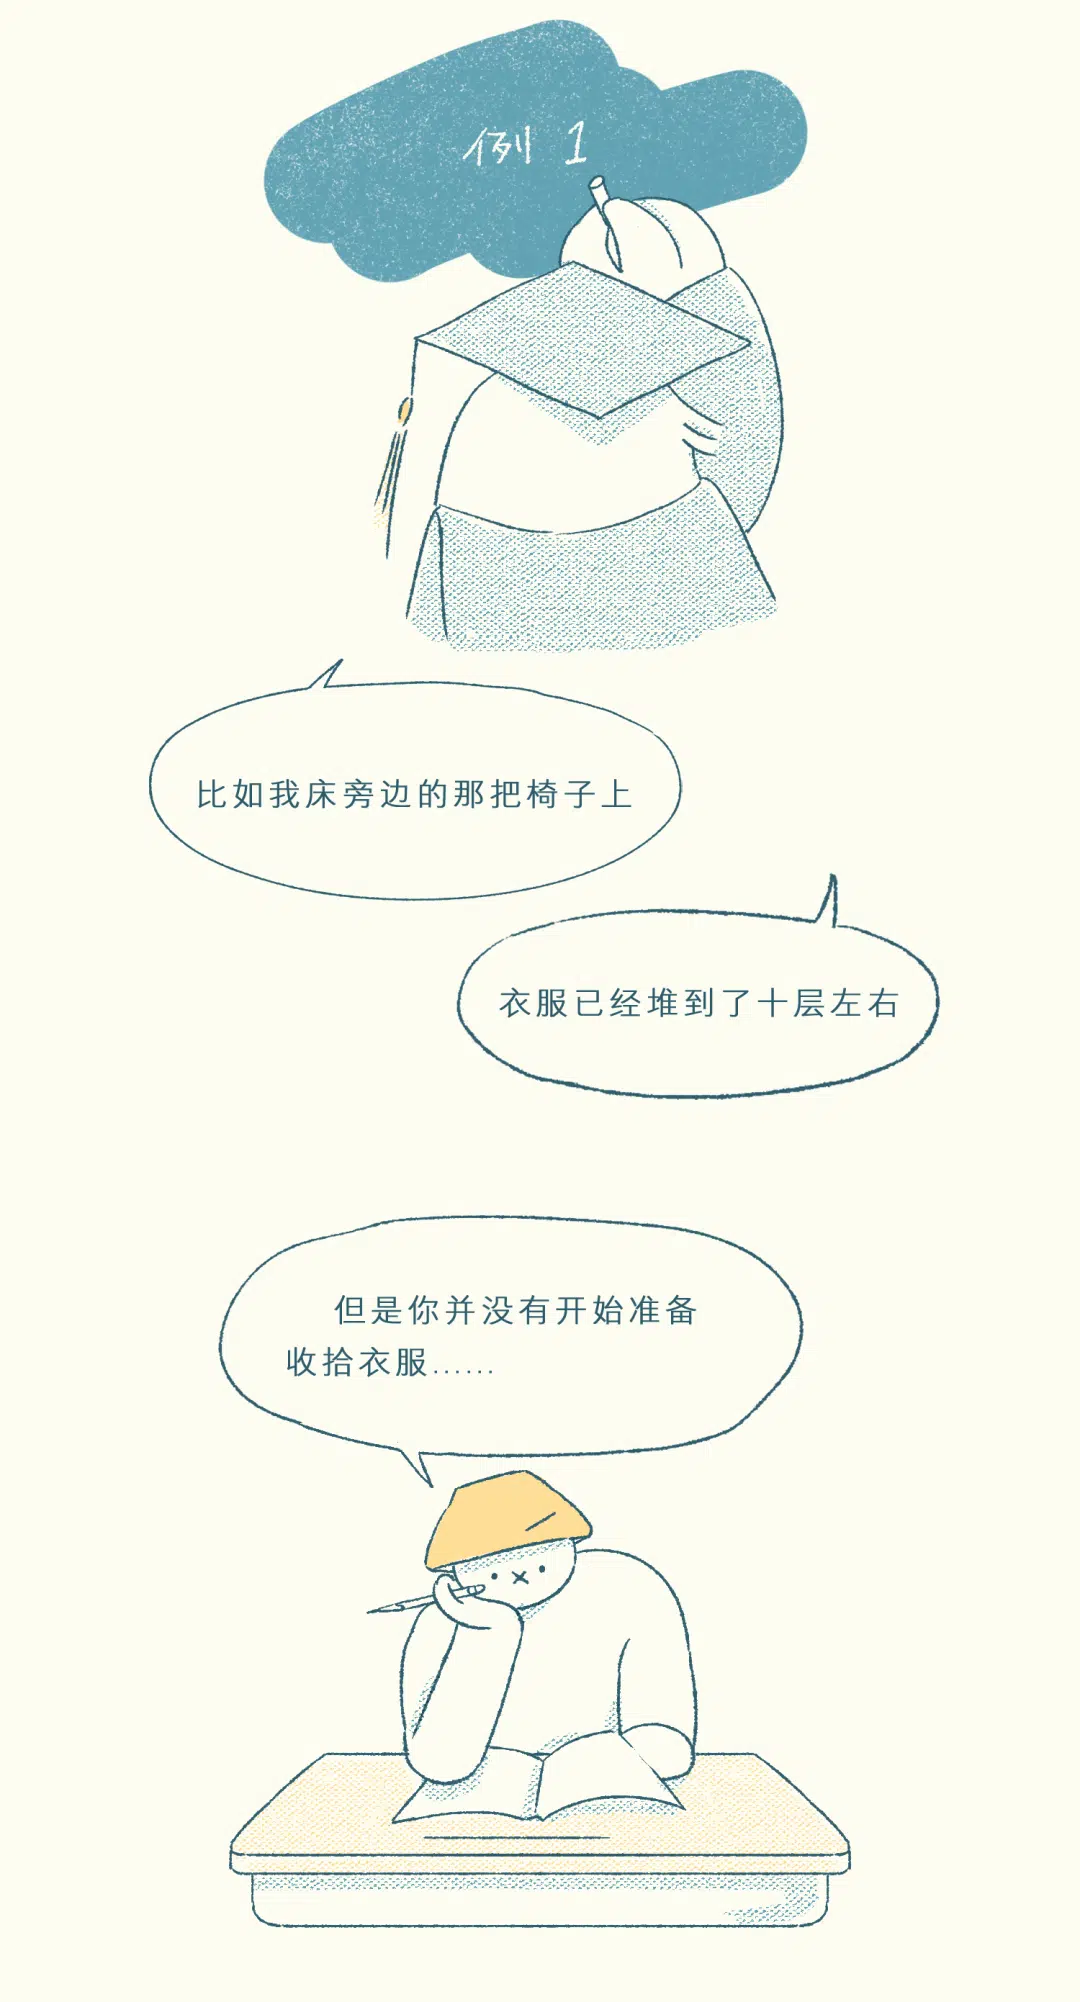 例 1
比如我床旁边的那把椅子上
衣服已经堆到了十层左右
但是你并没有开始准备
收拾衣服……